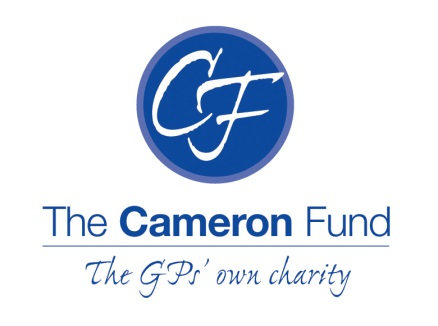 CF
The Cameron Fund
The GPs' own charity